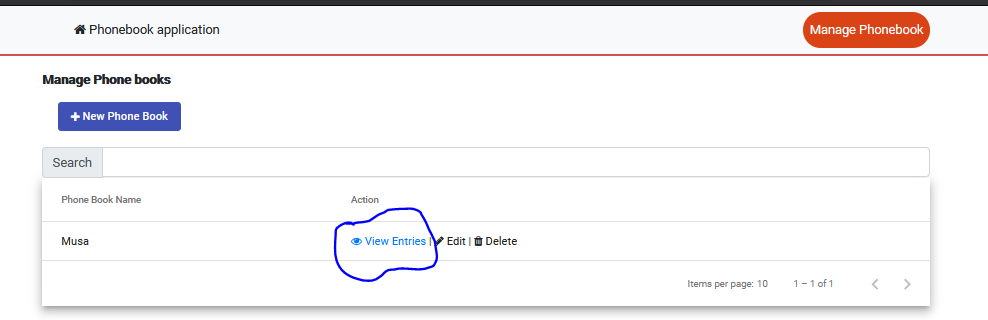 Phonebook application Manage Phonebook
Manage Phone books
New Phone Book
Search
Phone Book Name Action
Musa View Entries | Edit | Delete
Items per page: 10 1 – 1 of 1